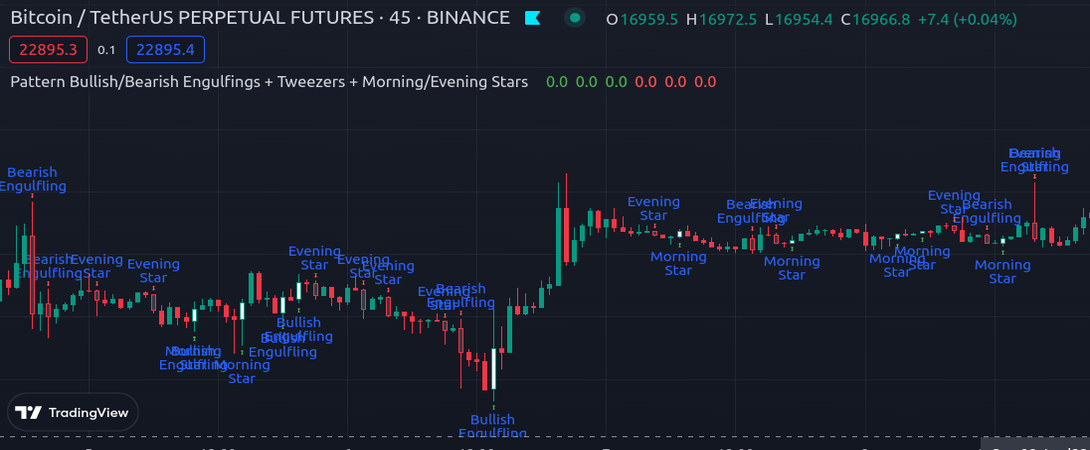 Bitcoin / TetherUS PERPETUAL FUTURES · 45 · BINANCE O16959.5 H16972.5 L16954.4 C16966.8 +7.4 (+0.04%)
22895.3 0.1 22895.4
Pattern Bullish/Bearish Engulfings + Tweezers + Morning/Evening Stars 0.0 0.0 0.0 0.0 0.0 0.0
Bearish
Engulfling
Bearish
Engulfling
Evening
Star
Evening
Star
Bullish
Engulfling
Morning
Star
Morning
Star
Bullish
Engulfling
Bullish
Engulfling
Evening
Star
Evening
Star
Evening
Star
Evening
Star
Bearish
Engulfling
Bullish
Engulfling
Evening
Star
Morning
Star
Bearish
Engulfling
Evening
Star
Morning
Star
Morning
Star
Morning
Star
Evening
Star
Bearish
Engulfling
Morning
Star
Bearish
Engulfling
Evening
Star
TradingView